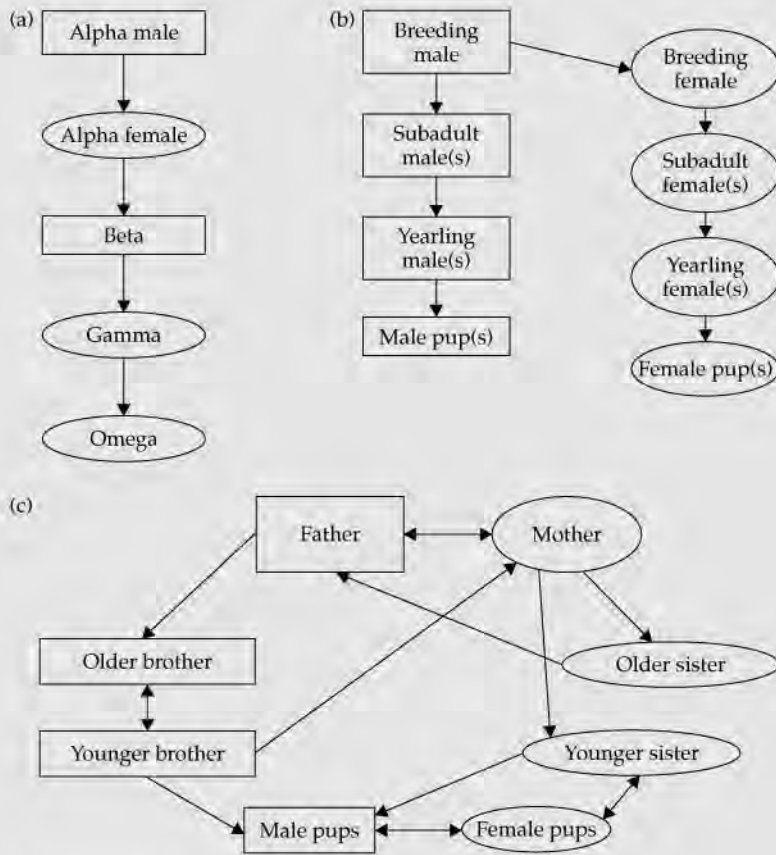 (a)
Alpha male
Alpha female
Beta
Gamma
Omega
(b)
Breeding
male
Breeding
female
Subadult
male(s)
Subadult
female(s)
Yearling
male(s)
Yearling
female(s)
Male pup(s)
Female pup(s)
(c)
Father
Mother
Older brother
Older sister
Younger brother
Younger sister
Male pups
Female pups